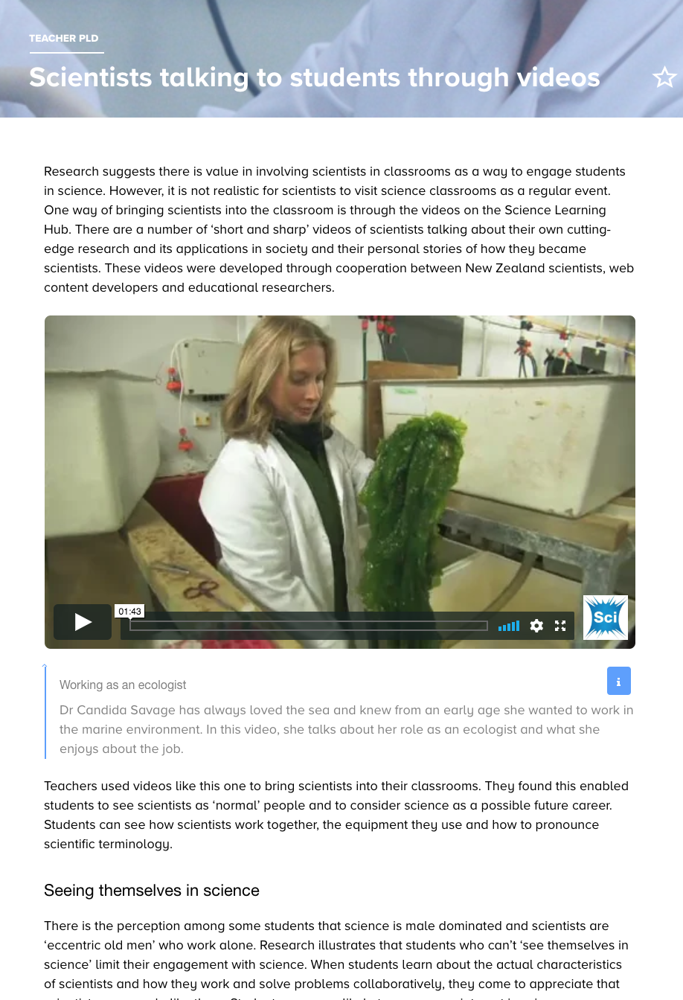 TEACHER PLD
Scientists talking to students through videos
Research suggests there is value in involving scientists in classrooms as a way to engage students
in science. However, it is not realistic for scientists to visit science classrooms as a regular event.
One way of bringing scientists into the classroom is through the videos on the Science Learning
Hub. There are a number of ‘short and sharp’ videos of scientists talking about their own cutting-
edge research and its applications in society and their personal stories of how they became
scientists. These videos were developed through cooperation between New Zealand scientists, web
content developers and educational researchers.
01:43
Sci
i
Working as an ecologist
Dr Candida Savage has always loved the sea and knew from an early age she wanted to work in
the marine environment. In this video, she talks about her role as an ecologist and what she
enjoys about the job.
Teachers used videos like this one to bring scientists into their classrooms. They found this enabled
students to see scientists as ‘normal’ people and to consider science as a possible future career.
Students can see how scientists work together, the equipment they use and how to pronounce
scientific terminology.
Seeing themselves in science
There is the perception among some students that science is male dominated and scientists are
‘eccentric old men’ who work alone. Research illustrates that students who can’t ‘see themselves in
science’ limit their engagement with science. When students learn about the actual characteristics
of scientists and how they work and solve problems collaboratively, they come to appreciate that